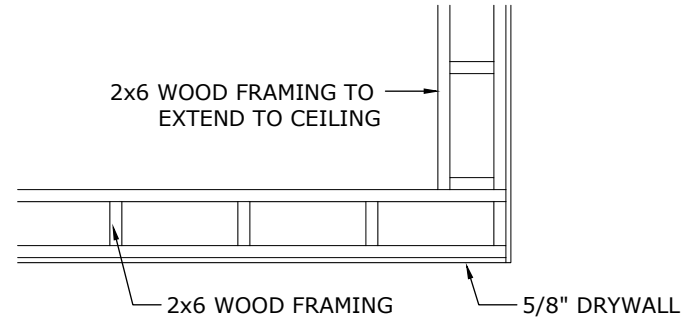 2x6 WOOD FRAMING TO
EXTEND TO CEILING
2x6 WOOD FRAMING
5/8" DRYWALL